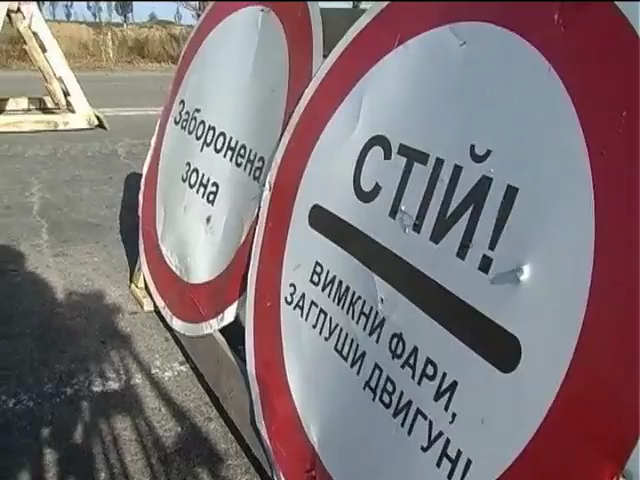 Заборонена
зона
СТІЙ!
ВИМКНИ ФАРИ,
ЗАГЛУШИ ДВИГУН!